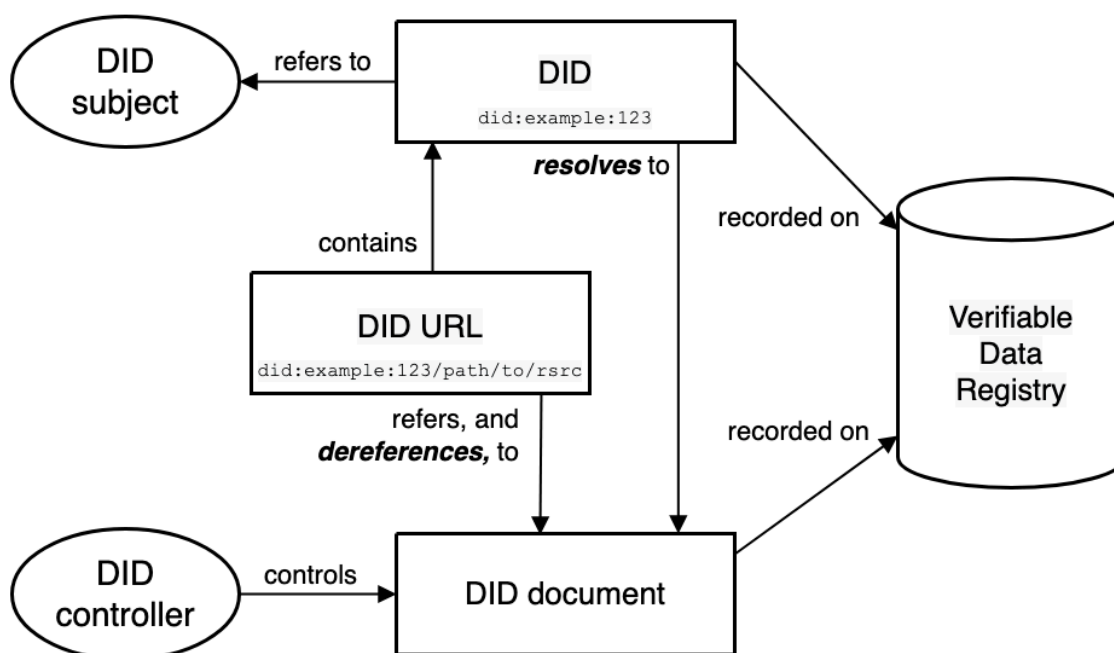 DID
subject
refers to
DID
did:example:123
resolves to
recorded on
contains
DID URL
did:example:123/path/to/rsrc
Verifiable
Data
Registry
refers, and
dereferences, to
recorded on
DID
controller
controls
DID document